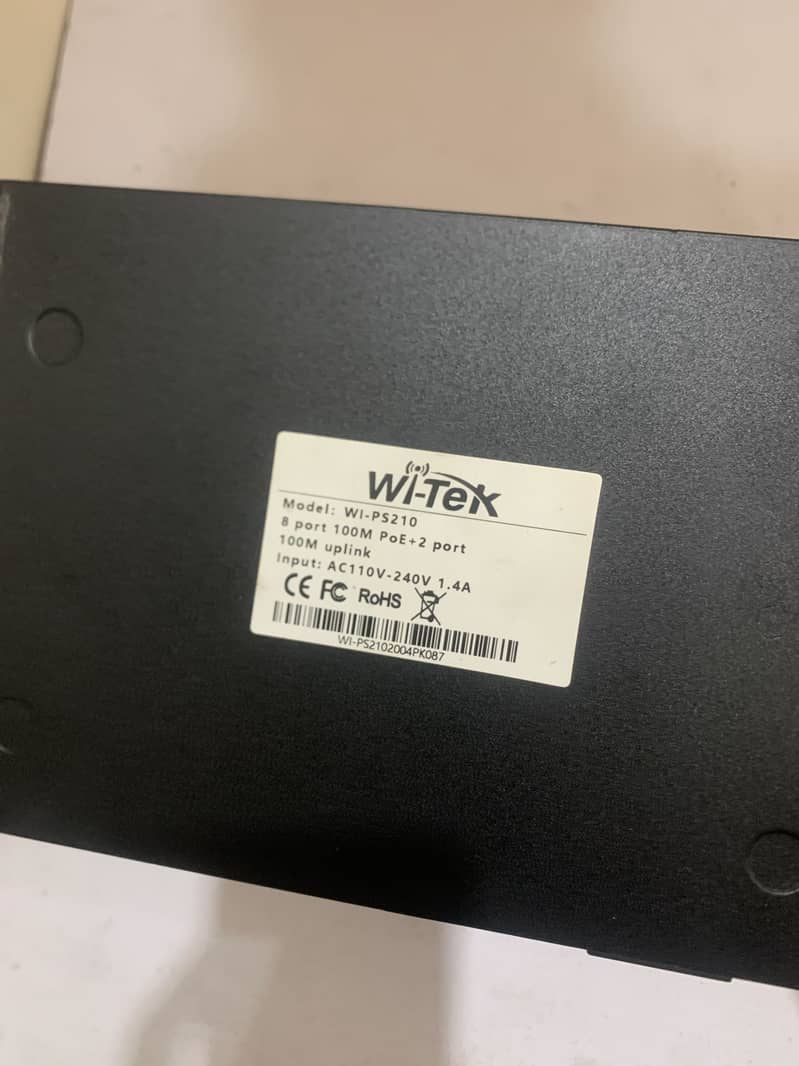 Wi-Tek
Model: WI-PS210
8 port 100M PoE+2 port
100M uplink
Input: AC110V-240V 1.4A
CE FC RoHS
WI-PS2102004PK087